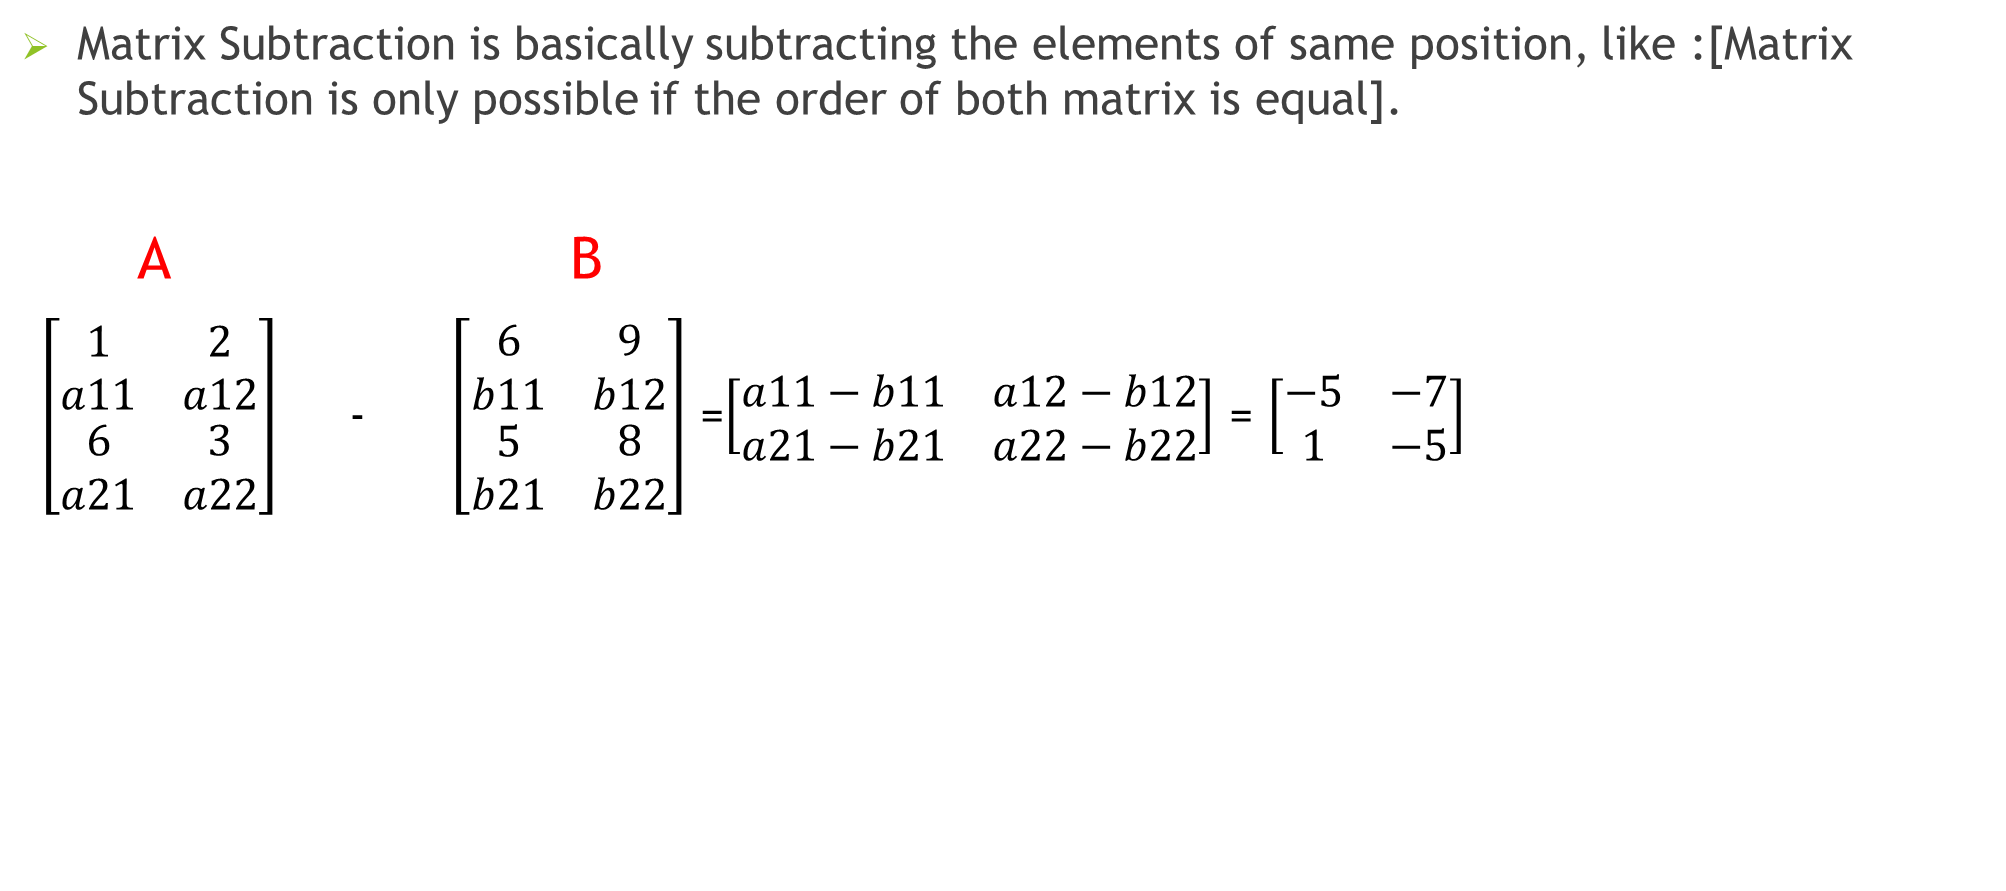 Matrix Subtraction is basically subtracting the elements of same position, like :[Matrix
Subtraction is only possible if the order of both matrix is equal].
A B
1 2 6 9
a11 a12 b11 b12
6 3 5 8
a21 a22 b21 b22
- = a11 − b11 a12 − b12 = −5 −7
a21 − b21 a22 − b22 1 −5